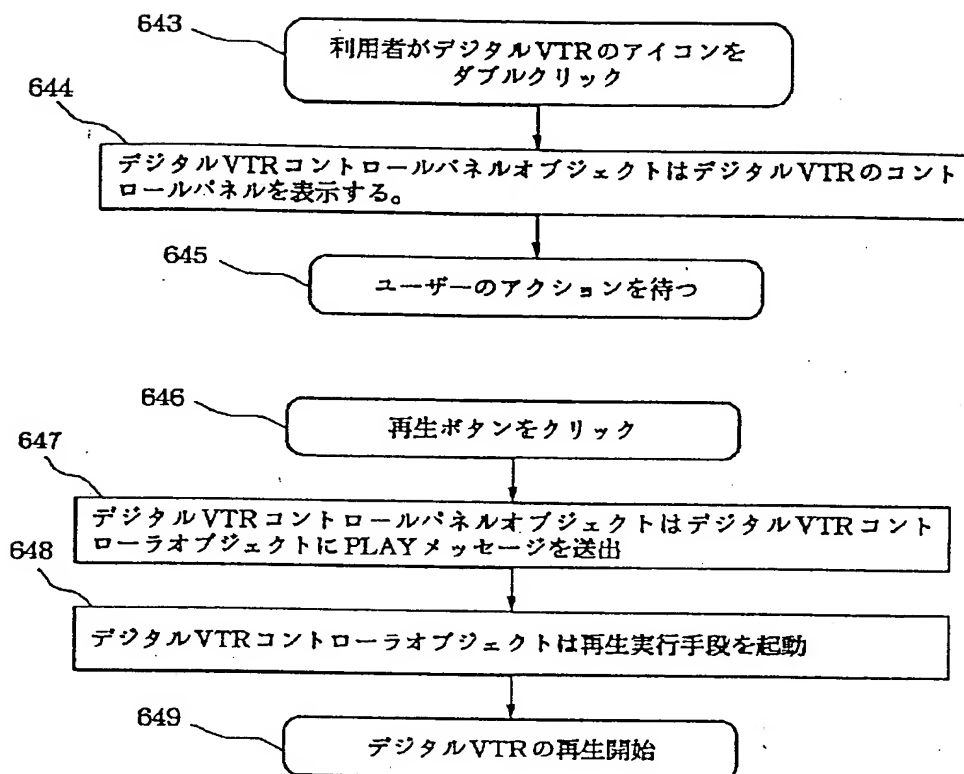 643
利用者がデジタルVTRのアイコンを
ダブルクリック
644
デジタルVTRコントロールパネルオブジェクトはデジタルVTRのコント
ロールパネルを表示する。
645
ユーザーのアクションを待つ
646
再生ボタンをクリック
647
デジタルVTRコントロールパネルオブジェクトはデジタルVTRコント
ローラオブジェクトにPLAYメッセージを送出
648
デジタルVTRコントローラオブジェクトは再生実行手段を起動
649
デジタルVTRの再生開始